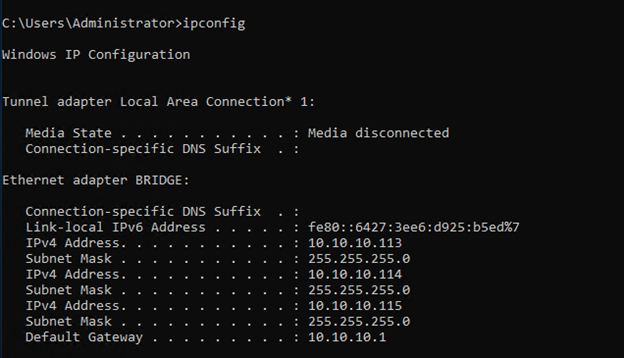 C:\Users\Administrator>ipconfig
Windows IP Configuration
Tunnel adapter Local Area Connection* 1:
   Media State . . . . . . . . . . . : Media disconnected
   Connection-specific DNS Suffix  . :
Ethernet adapter BRIDGE:
   Connection-specific DNS Suffix  . :
   Link-local IPv6 Address . . . . . : fe80::6427:3ee6:d925:b5ed%7
   IPv4 Address. . . . . . . . . . . : 10.10.10.113
   Subnet Mask . . . . . . . . . . . : 255.255.255.0
   IPv4 Address. . . . . . . . . . . : 10.10.10.114
   Subnet Mask . . . . . . . . . . . : 255.255.255.0
   IPv4 Address. . . . . . . . . . . : 10.10.10.115
   Subnet Mask . . . . . . . . . . . : 255.255.255.0
   Default Gateway . . . . . . . . . : 10.10.10.1